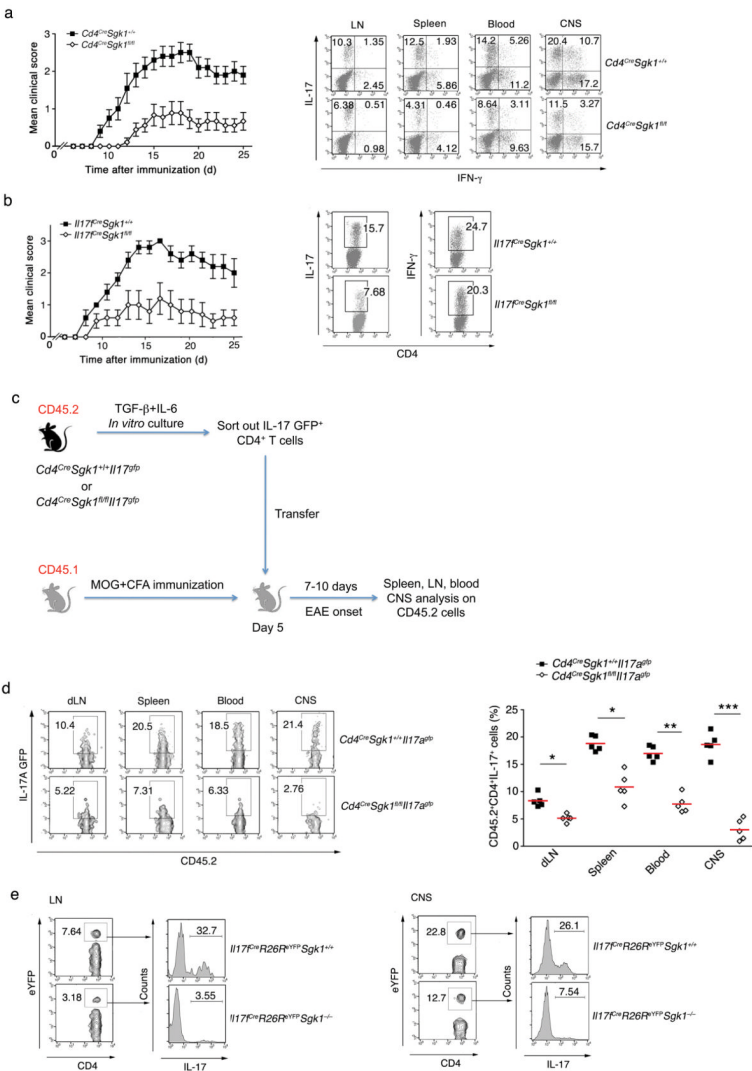 a
Cd4CreSgk1+/+
Cd4CreSgk1fl/fl
Mean clinical score
3
2
1
0
0 10 15 20 25
Time after immunization (d)
LN Spleen Blood CNS
10.3 1.35 12.5 1.93 14.2 5.26 20.4 10.7
Cd4CreSgk1+/+
2.45 5.86 11.2 17.2
IL-17
6.38 0.51 4.31 0.46 8.64 3.11 11.5 3.27
Cd4CreSgk1fl/fl
0.98 4.12 9.63 15.7
IFN-γ
b
Il17fCreSgk1+/+
Il17fCreSgk1fl/fl
Mean clinical score
3
2
1
0
0 10 15 20 25
Time after immunization (d)
15.7 24.7
Il17fCreSgk1+/+
IL-17 IFN-γ
7.68 20.3
Il17fCreSgk1fl/fl
CD4
c
CD45.2
TGF-β+IL-6
In vitro culture
Sort out IL-17 GFP+
CD4+ T cells
Cd4CreSgk1+/+Il17gfp
or
Cd4CreSgk1fl/flIl17gfp
Transfer
CD45.1
MOG+CFA immunization
Day 5
7-10 days
EAE onset
Spleen, LN, blood
CNS analysis on
CD45.2 cells
d
dLN Spleen Blood CNS
10.4 20.5 18.5 21.4
Cd4CreSgk1+/+Il17agfp
IL-17A GFP
5.22 7.31 6.33 2.76
Cd4CreSgk1fl/flIl17agfp
CD45.2
Cd4CreSgk1+/+Il17agfp
Cd4CreSgk1fl/flIl17agfp
CD45.2+CD4+IL-17+ cells (%)
25
20
15
10
5
0
* * ** ***
dLN Spleen Blood CNS
e
LN
7.64 32.7
Il17fCreR26ReYFPSgk1+/+
eYFP Counts
3.18 3.55
Il17fCreR26ReYFPSgk1−/−
CD4 IL-17
CNS
22.8 26.1
Il17fCreR26ReYFPSgk1+/+
eYFP Counts
12.7 7.54
Il17fCreR26ReYFPSgk1−/−
CD4 IL-17